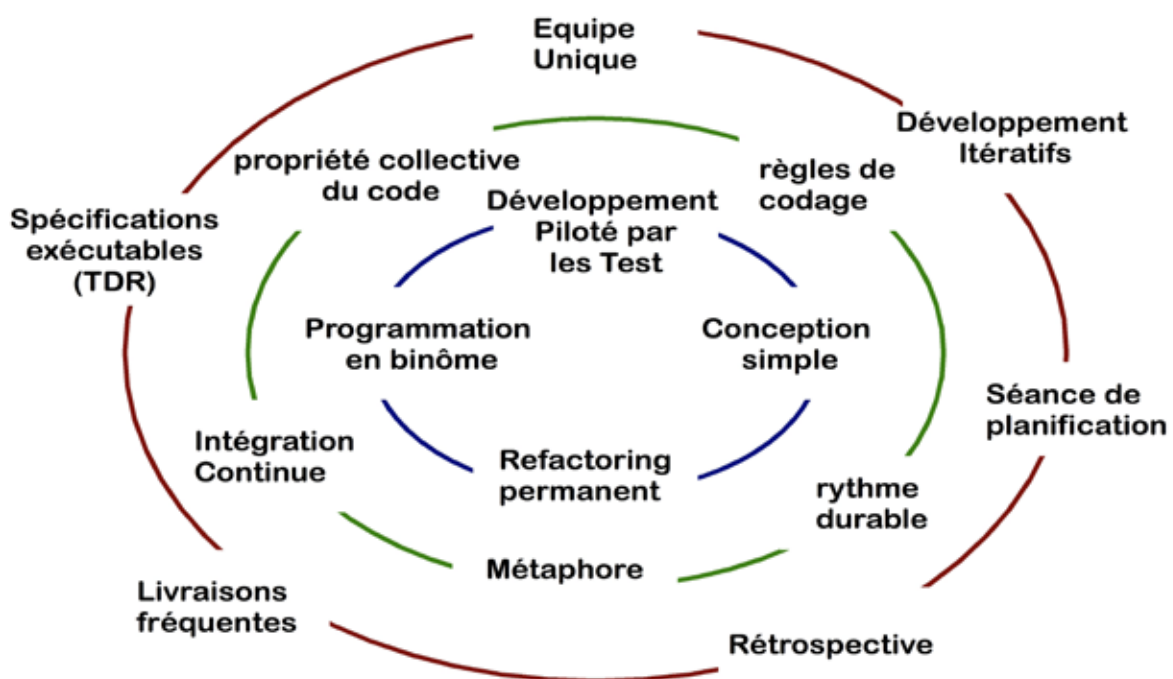 Equipe
Unique
Développement
Itératifs
propriété collective
du code
règles de
codage
Développement
Piloté par
les Test
Spécifications
exécutables
(TDR)
Programmation
en binôme
Conception
simple
Séance de
planification
Intégration
Continue
Refactoring
permanent
rythme
durable
Métaphore
Livraisons
fréquentes
Rétrospective